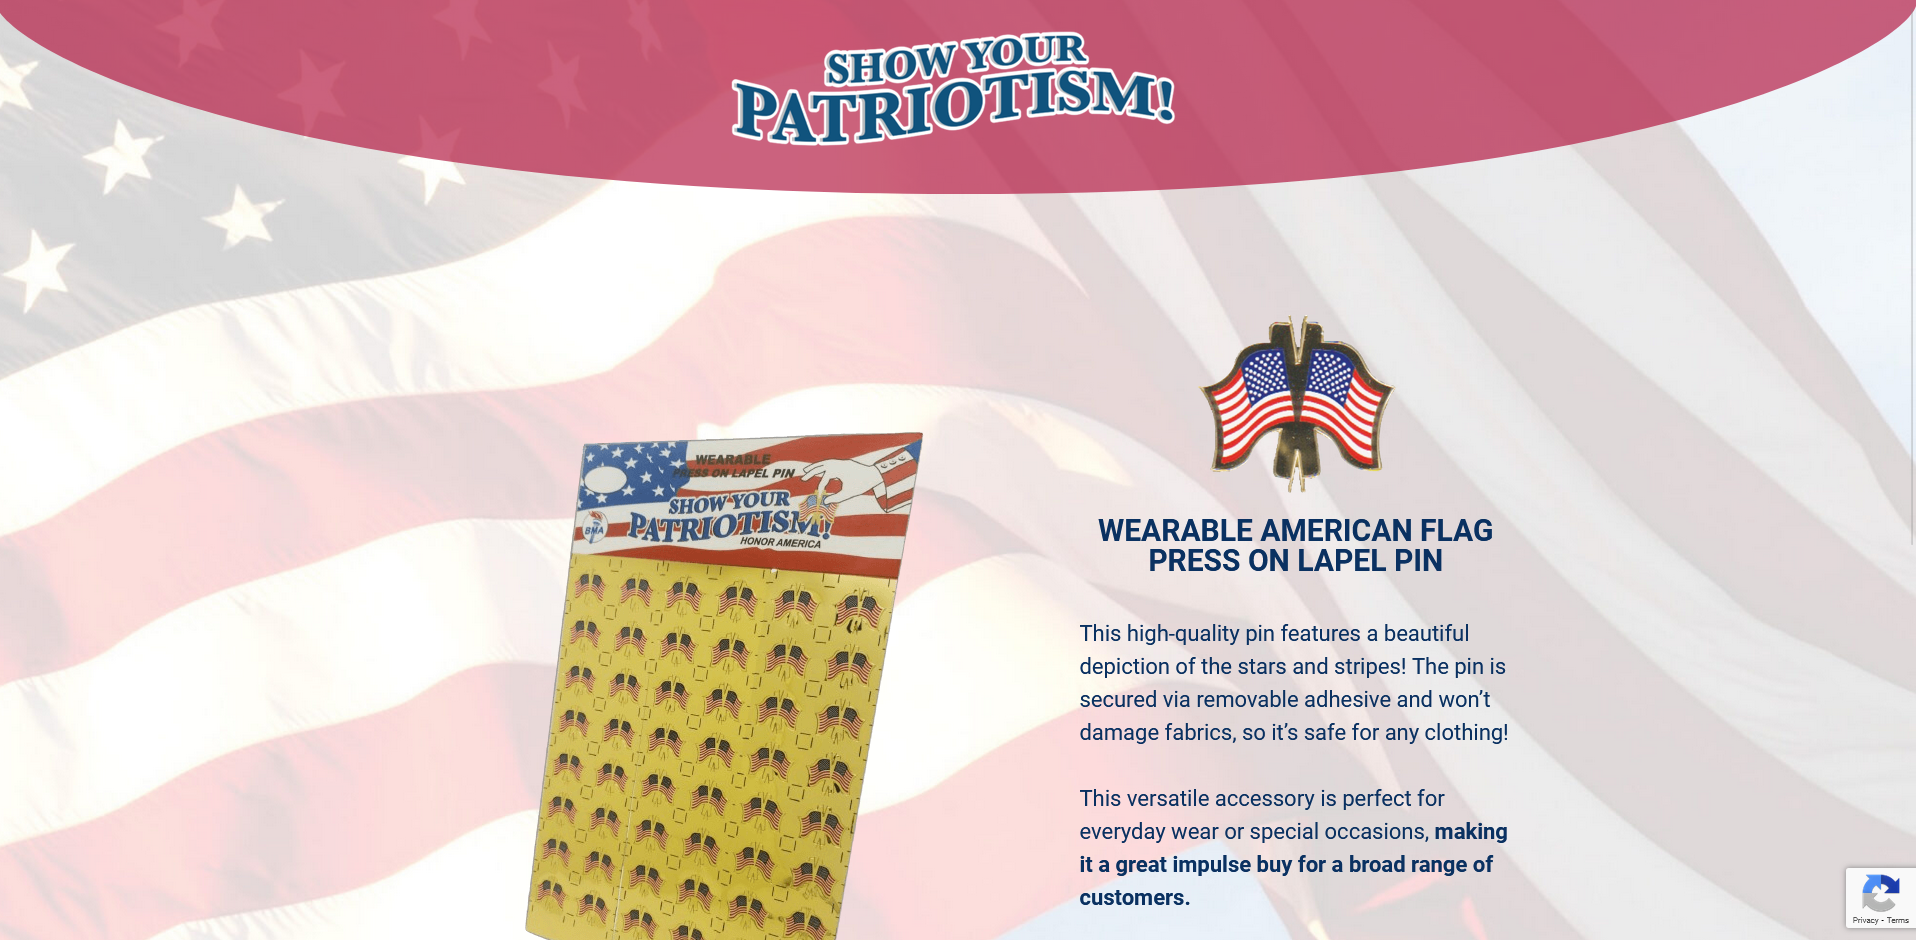 SHOW YOUR
PATRIOTISM!
WEARABLE
PRESS ON LAPEL PIN
SHOW YOUR
PATRIOTISM!
BMA
HONOR AMERICA
WEARABLE AMERICAN FLAG
PRESS ON LAPEL PIN
This high-quality pin features a beautiful
depiction of the stars and stripes! The pin is
secured via removable adhesive and won’t
damage fabrics, so it’s safe for any clothing!
This versatile accessory is perfect for
everyday wear or special occasions, making
it a great impulse buy for a broad range of
customers.
Privacy - Terms